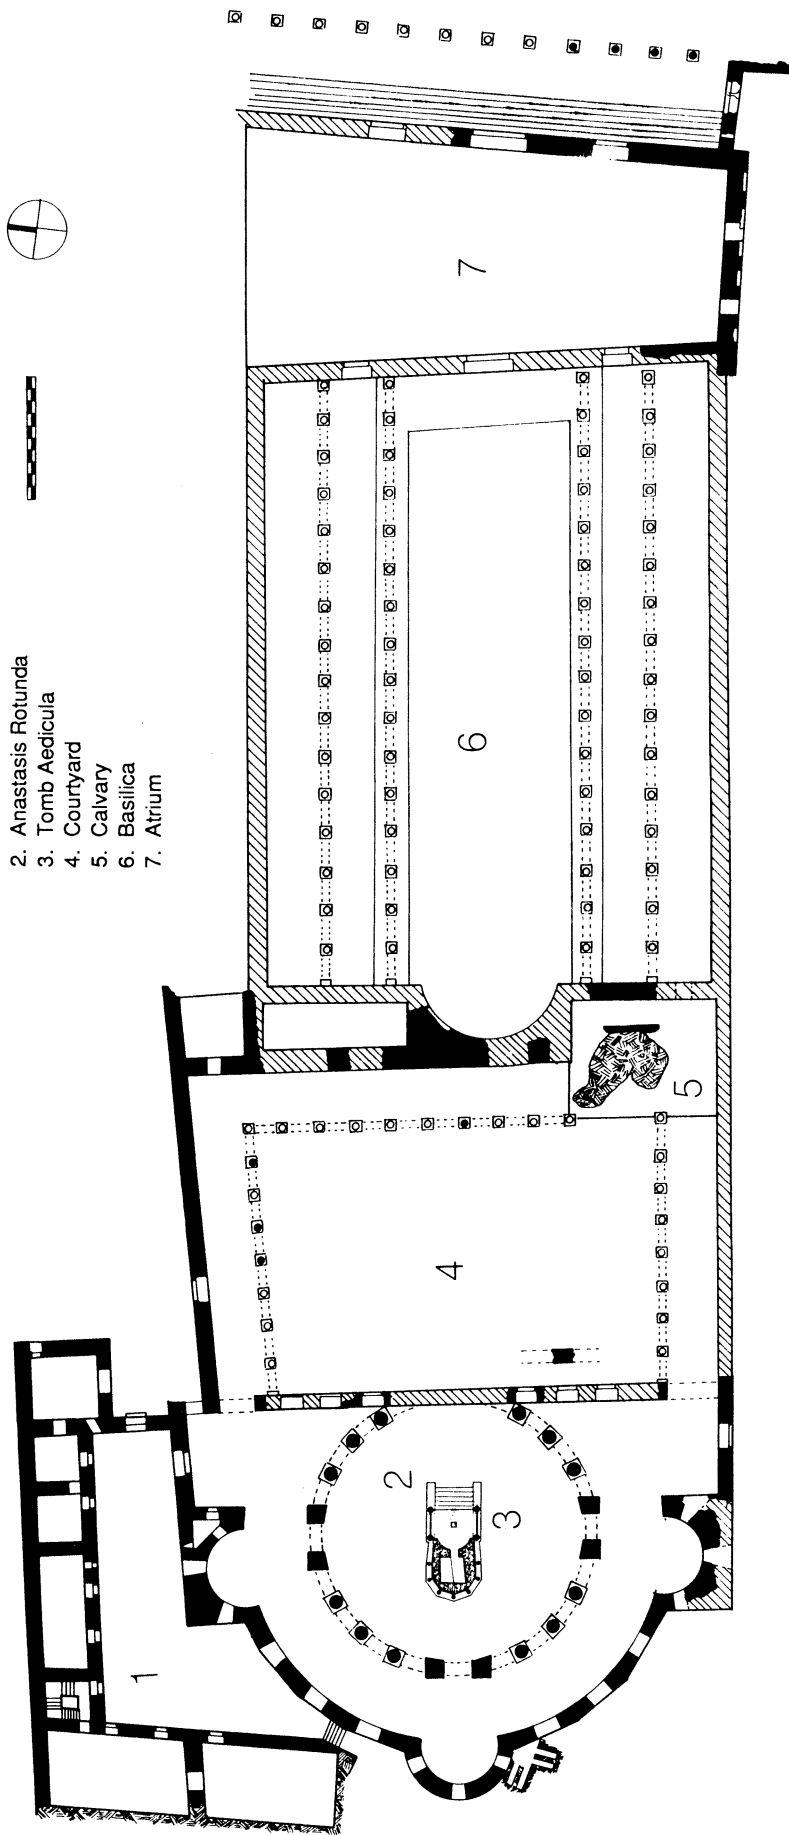 2. Anastasis Rotunda
3. Tomb Aedicula
4. Courtyard
5. Calvary
6. Basilica
7. Atrium
7
6
5
4
2
3
1